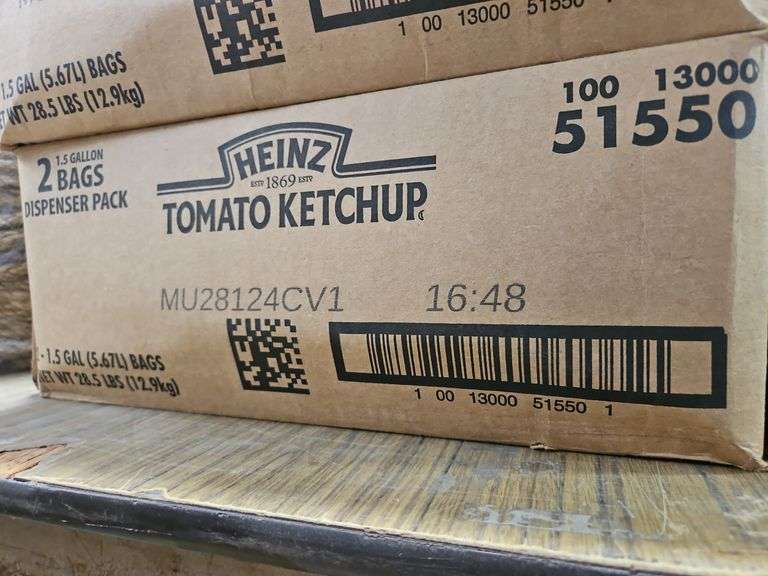 1 00 13000 51550 1
1.5 GAL (5.67L) BAGS
WT 28.5 LBS (12.9kg)
100 13000
51550
2 1.5 GALLON
BAGS
DISPENSER PACK
HEINZ
ESTD 1869 ESTD
TOMATO KETCHUP
MU28124CV1 16:48
1.5 GAL (5.67L) BAGS
NET WT 28.5 LBS (12.9kg)
1 00 13000 51550 1